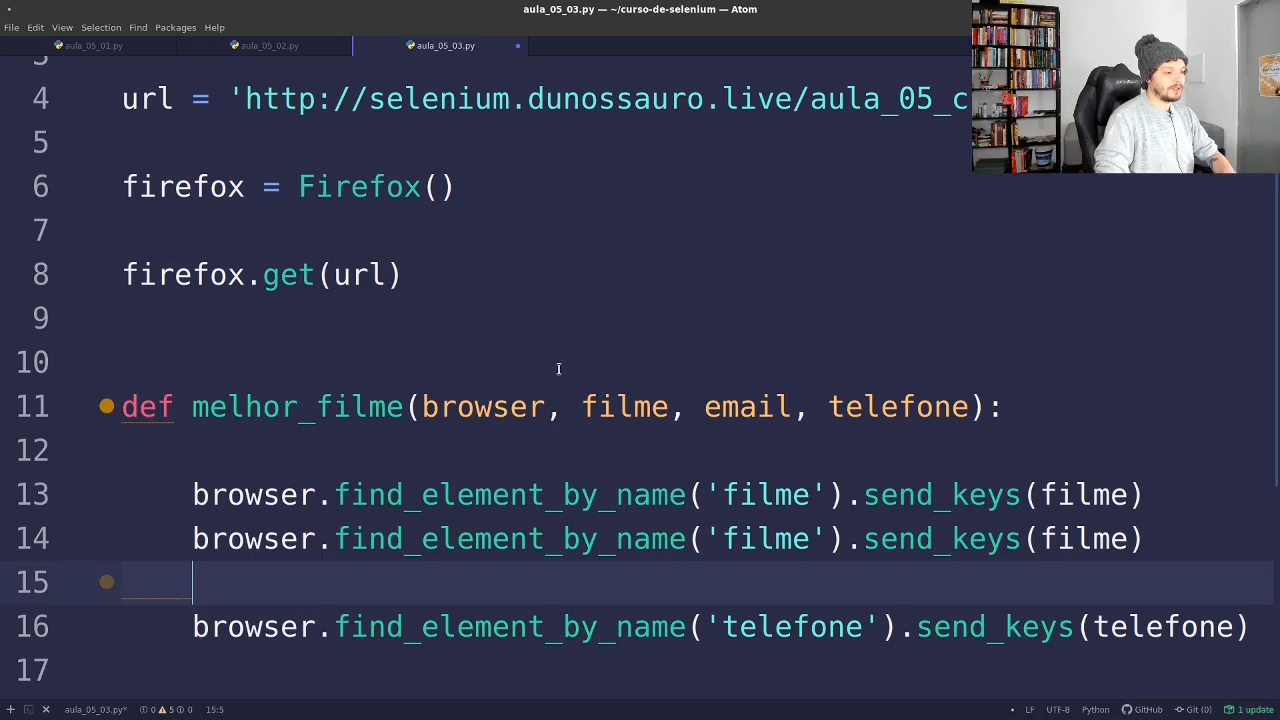 aula_05_03.py — ~/curso-de-selenium — Atom
File Edit View Selection Find Packages Help
aula_05_01.py aula_05_02.py aula_05_03.py
4 url = 'http://selenium.dunossauro.live/aula_05_c
5
6 firefox = Firefox()
7
8 firefox.get(url)
9
10
11 def melhor_filme(browser, filme, email, telefone):
12
13 browser.find_element_by_name('filme').send_keys(filme)
14 browser.find_element_by_name('filme').send_keys(filme)
15
16 browser.find_element_by_name('telefone').send_keys(telefone)
17
aula_05_03.py* 0 5 0 15:5 LF UTF-8 Python GitHub Git (0) 1 update